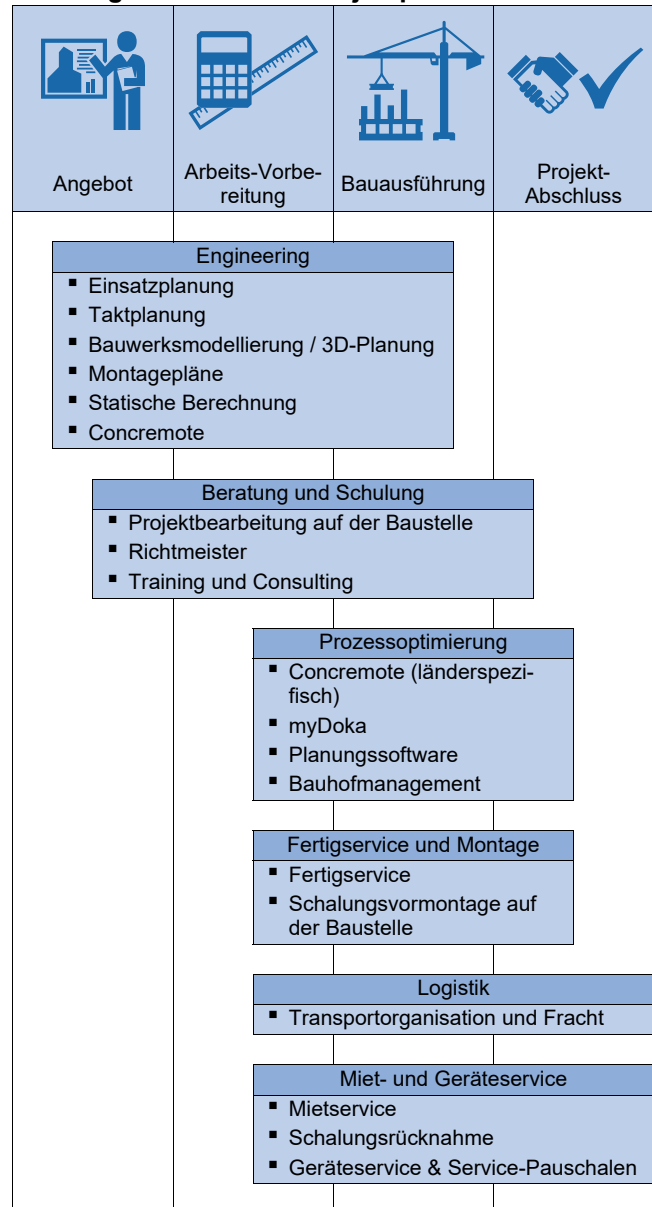 Angebot
Arbeits-Vorbe-
reitung
Bauausführung
Projekt-
Abschluss
Engineering
▪ Einsatzplanung
▪ Taktplanung
▪ Bauwerksmodellierung / 3D-Planung
▪ Montagepläne
▪ Statische Berechnung
▪ Concremote
Beratung und Schulung
▪ Projektbearbeitung auf der Baustelle
▪ Richtmeister
▪ Training und Consulting
Prozessoptimierung
▪ Concremote (länderspezi-
fisch)
▪ myDoka
▪ Planungssoftware
▪ Bauhofmanagement
Fertigservice und Montage
▪ Fertigservice
▪ Schalungsvormontage auf
der Baustelle
Logistik
▪ Transportorganisation und Fracht
Miet- und Geräteservice
▪ Mietservice
▪ Schalungsrücknahme
▪ Geräteservice & Service-Pauschalen